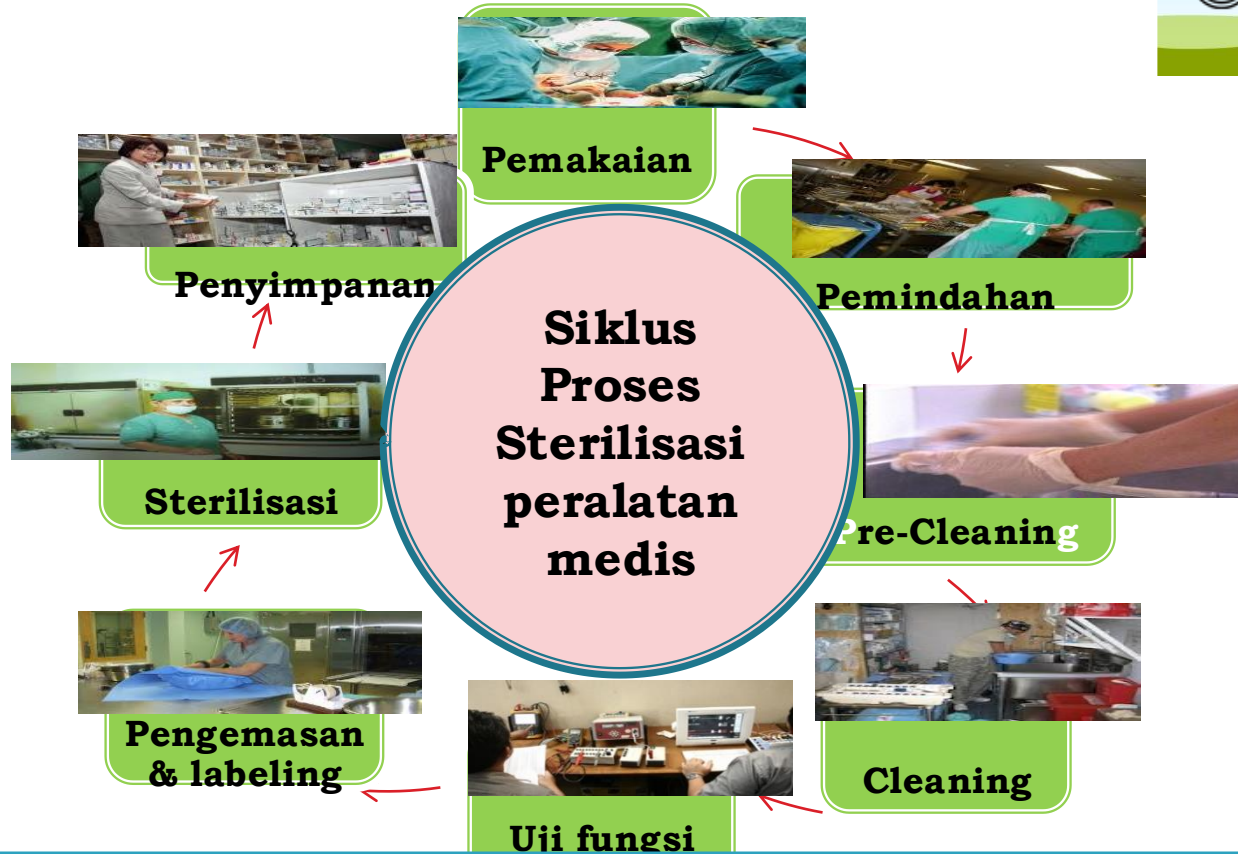 Pemakaian
Pemindahan
Pre-Cleaning
Cleaning
Uji fungsi
Pengemasan
& labeling
Sterilisasi
Penyimpanan
Siklus
Proses
Sterilisasi
peralatan
medis